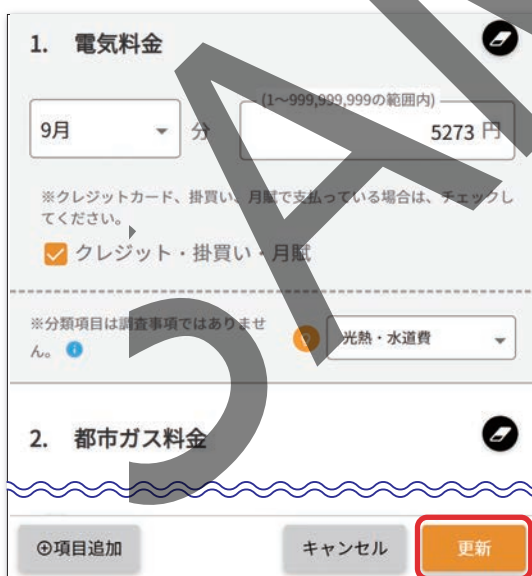 1. 電気料金
(1～999,999,999の範囲内)
9月 分 5273 円
※クレジットカード、掛買い、月賦で支払っている場合は、チェックし
てください。
クレジット・掛買い・月賦
※分類項目は調査事項ではありませ
ん。
光熱・水道費
2. 都市ガス料金
⊕項目追加 キャンセル 更新